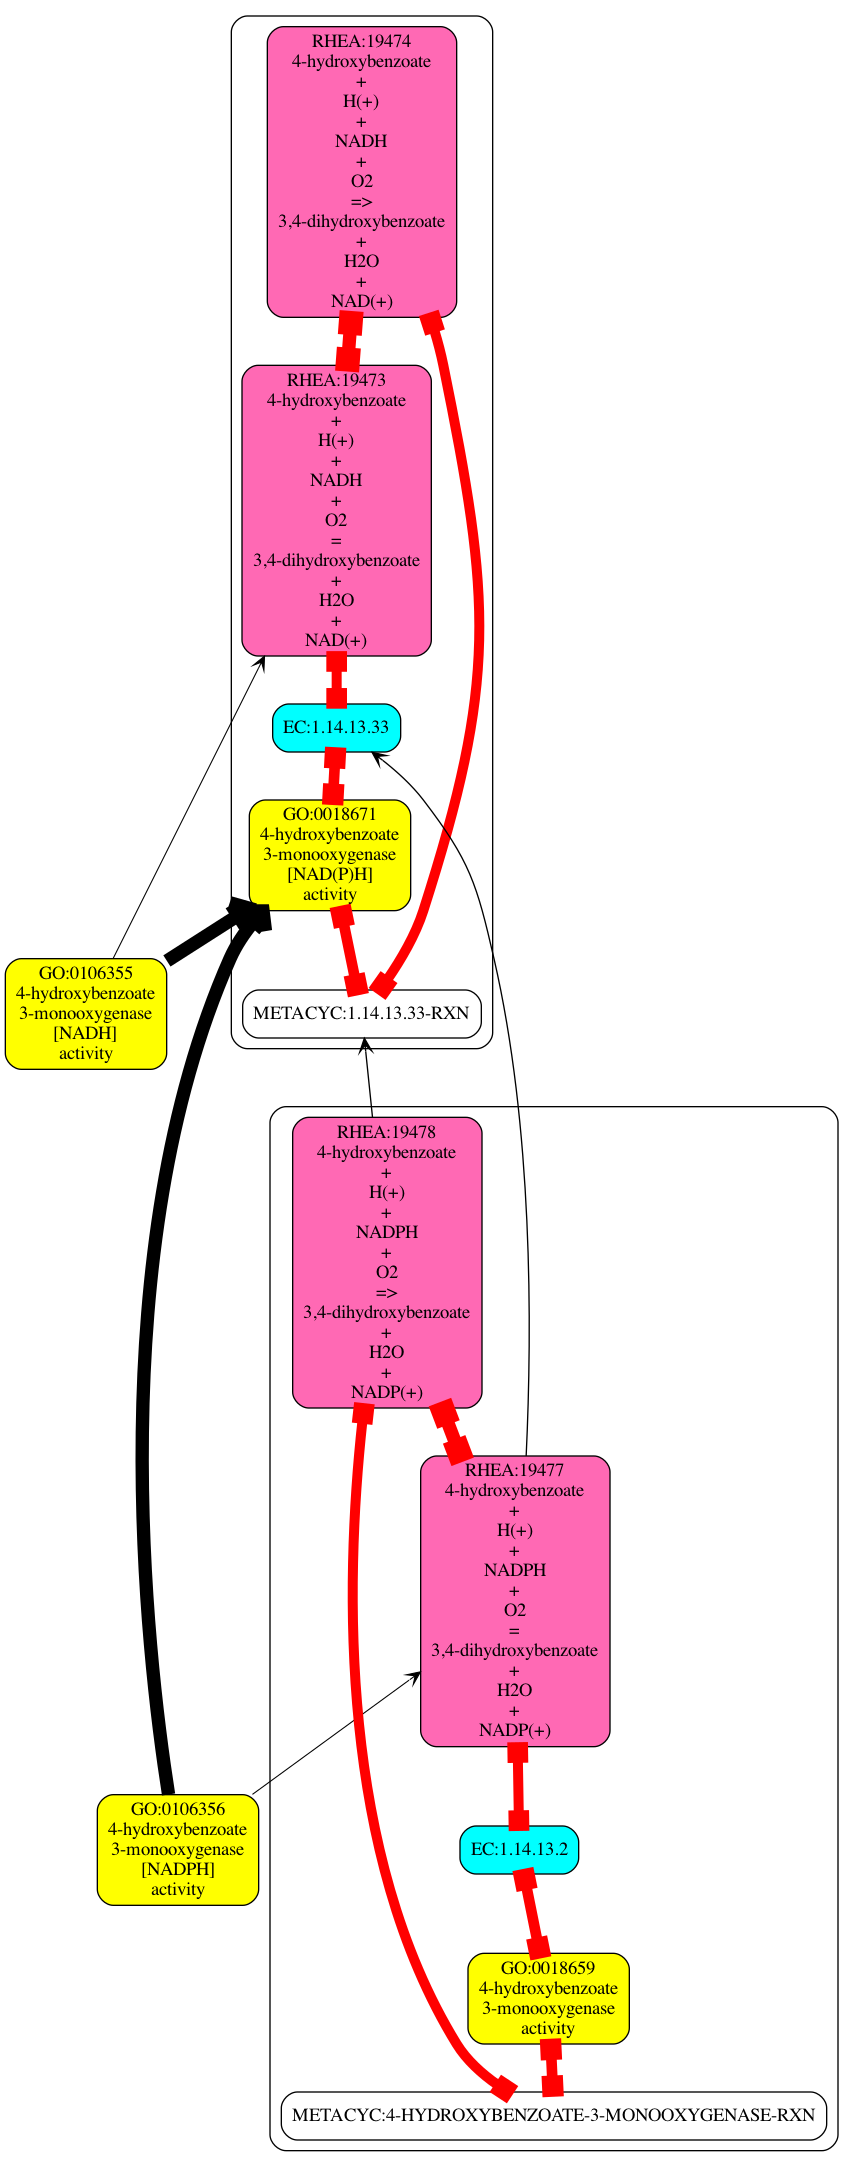 RHEA:19474
4-hydroxybenzoate
+
H(+)
+
NADH
+
O2
=>
3,4-dihydroxybenzoate
+
H2O
+
NAD(+)
RHEA:19473
4-hydroxybenzoate
+
H(+)
+
NADH
+
O2
=
3,4-dihydroxybenzoate
+
H2O
+
NAD(+)
EC:1.14.13.33
GO:0018671
4-hydroxybenzoate
3-monooxygenase
[NAD(P)H]
activity
GO:0106355
4-hydroxybenzoate
3-monooxygenase
[NADH]
activity
METACYC:1.14.13.33-RXN
RHEA:19478
4-hydroxybenzoate
+
H(+)
+
NADPH
+
O2
=>
3,4-dihydroxybenzoate
+
H2O
+
NADP(+)
RHEA:19477
4-hydroxybenzoate
+
H(+)
+
NADPH
+
O2
=
3,4-dihydroxybenzoate
+
H2O
+
NADP(+)
GO:0106356
4-hydroxybenzoate
3-monooxygenase
[NADPH]
activity
EC:1.14.13.2
GO:0018659
4-hydroxybenzoate
3-monooxygenase
activity
METACYC:4-HYDROXYBENZOATE-3-MONOOXYGENASE-RXN